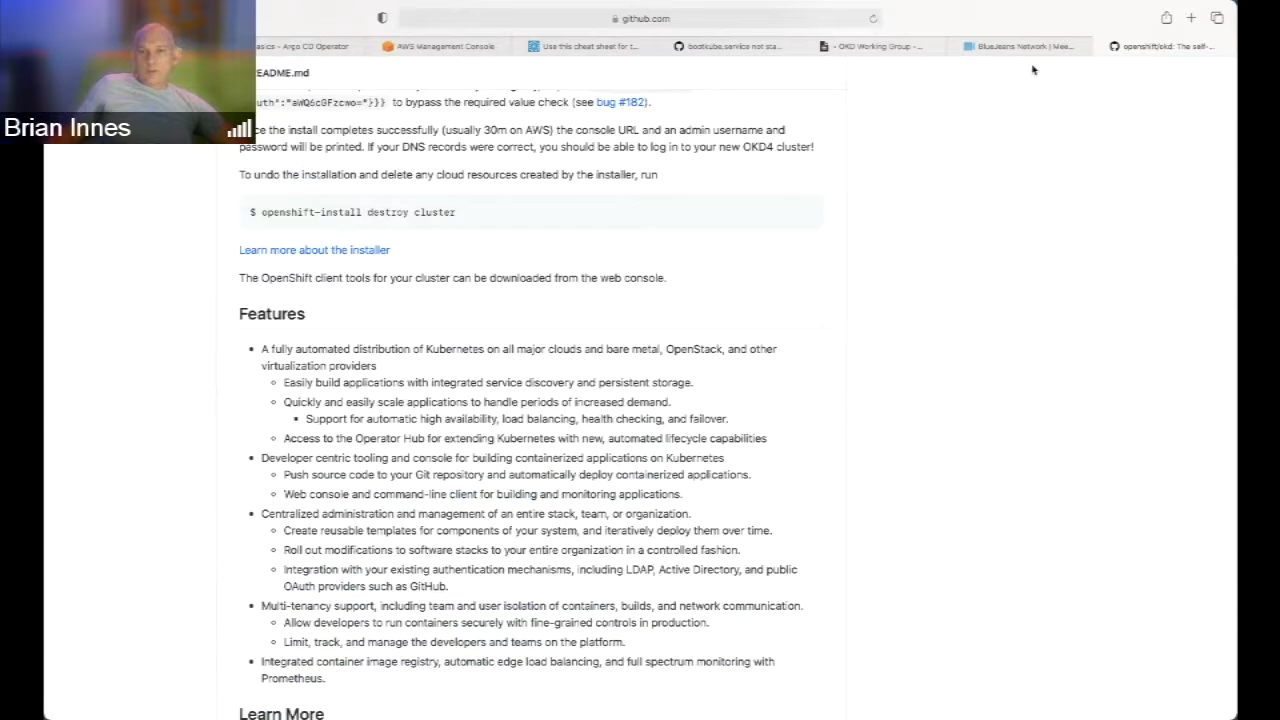 github.com
asics - Argo CD Operator
AWS Management Console
Use this cheat sheet for t...
bootkube.service not sta...
- OKD Working Group -...
BlueJeans Network | Mee...
openshift/okd: The self-...
EADME.md
Brian Innes
uth":"aWQ6cGFzcwo="}}} to bypass the required value check (see bug #182).
ce the install completes successfully (usually 30m on AWS) the console URL and an admin username and
password will be printed. If your DNS records were correct, you should be able to log in to your new OKD4 cluster!
To undo the installation and delete any cloud resources created by the installer, run
$ openshift-install destroy cluster
Learn more about the installer
The OpenShift client tools for your cluster can be downloaded from the web console.
Features
• A fully automated distribution of Kubernetes on all major clouds and bare metal, OpenStack, and other
virtualization providers
◦ Easily build applications with integrated service discovery and persistent storage.
◦ Quickly and easily scale applications to handle periods of increased demand.
▪ Support for automatic high availability, load balancing, health checking, and failover.
◦ Access to the Operator Hub for extending Kubernetes with new, automated lifecycle capabilities
• Developer centric tooling and console for building containerized applications on Kubernetes
◦ Push source code to your Git repository and automatically deploy containerized applications.
◦ Web console and command-line client for building and monitoring applications.
• Centralized administration and management of an entire stack, team, or organization.
◦ Create reusable templates for components of your system, and iteratively deploy them over time.
◦ Roll out modifications to software stacks to your entire organization in a controlled fashion.
◦ Integration with your existing authentication mechanisms, including LDAP, Active Directory, and public
OAuth providers such as GitHub.
• Multi-tenancy support, including team and user isolation of containers, builds, and network communication.
◦ Allow developers to run containers securely with fine-grained controls in production.
◦ Limit, track, and manage the developers and teams on the platform.
• Integrated container image registry, automatic edge load balancing, and full spectrum monitoring with
Prometheus.
Learn More